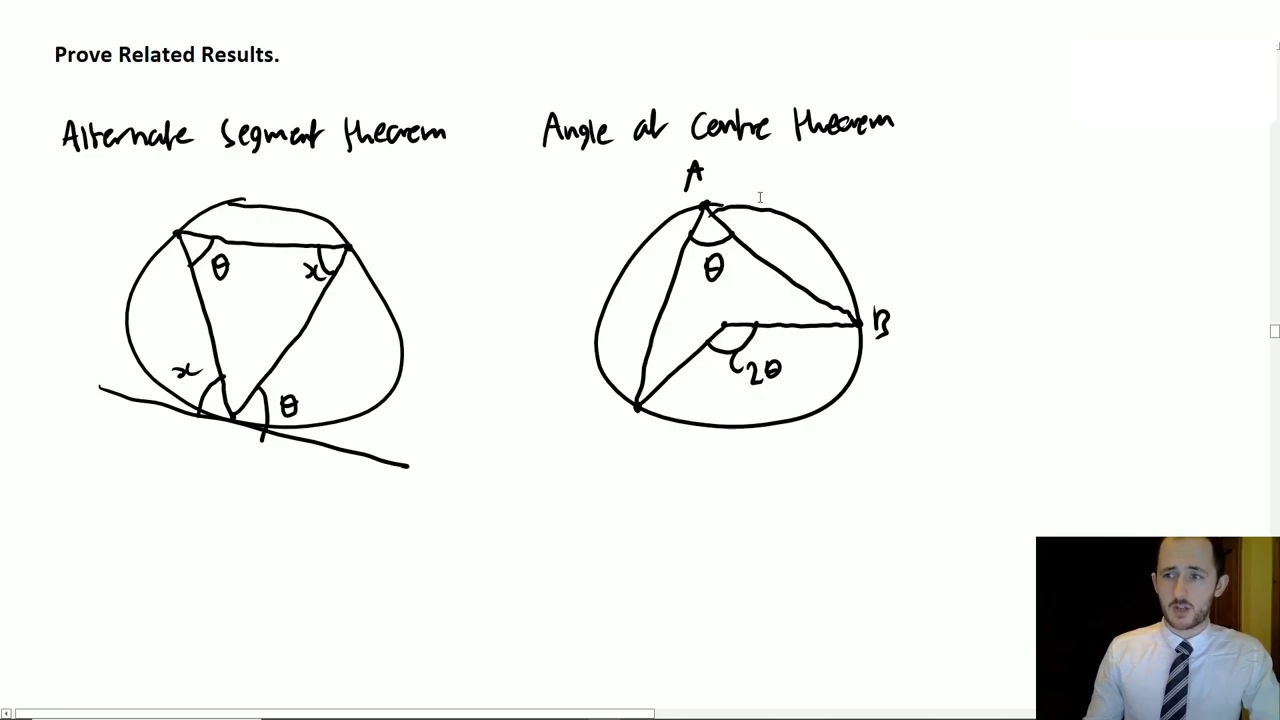 Prove Related Results.
Alternate Segment theorem
Angle at Centre theorem
A
θ
x
x
θ
θ
B
2θ